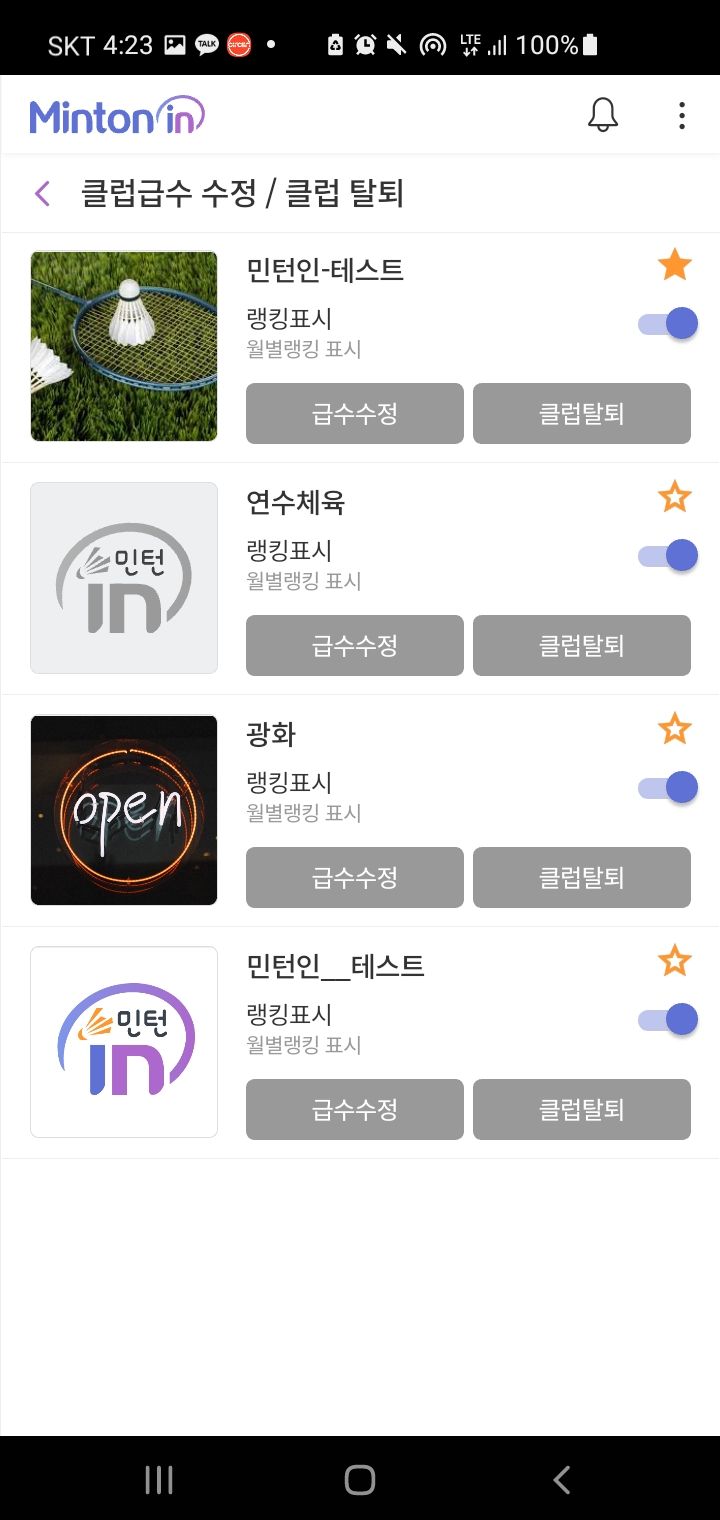 SKT 4:23 TALK LTE 100%
Minton in
클럽급수 수정 / 클럽 탈퇴
민턴인-테스트
랭킹표시
월별랭킹 표시
급수수정 클럽탈퇴
민턴
in
연수체육
랭킹표시
월별랭킹 표시
급수수정 클럽탈퇴
open
광화
랭킹표시
월별랭킹 표시
급수수정 클럽탈퇴
민턴
in
민턴인__테스트
랭킹표시
월별랭킹 표시
급수수정 클럽탈퇴